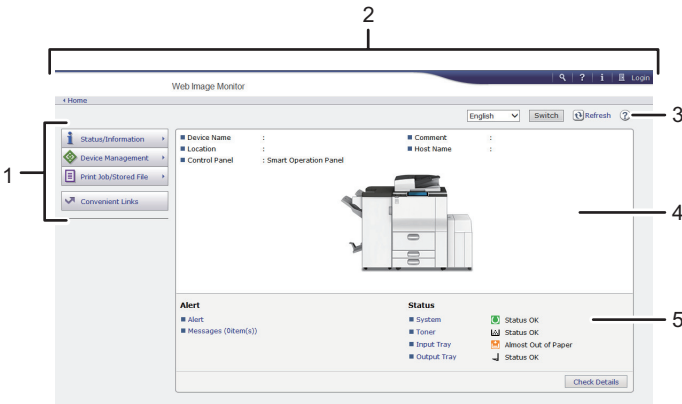 2
Login
Web Image Monitor
Home
English Switch Refresh 3
1
Status/Information
Device Management
Print Job/Stored File
Convenient Links
Device Name :
Location :
Control Panel : Smart Operation Panel
Comment :
Host Name :
4
Alert
Alert
Messages (0item(s))
Status
System Status OK
Toner Status OK
Input Tray Almost Out of Paper
Output Tray Status OK
5
Check Details